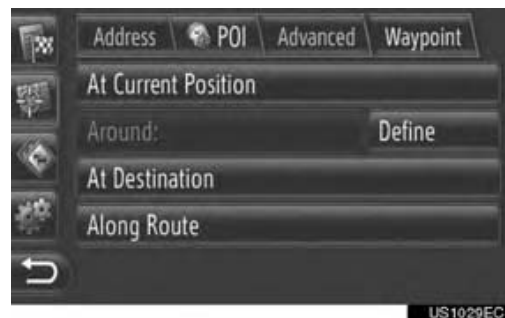 Address POI Advanced Waypoint
At Current Position
Around: Define
At Destination
Along Route
US1029EC